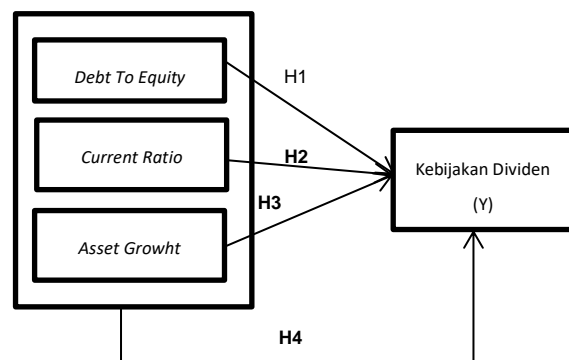 Debt To Equity
H1
Current Ratio
H2
Kebijakan Dividen
(Y)
H3
Asset Growht
H4